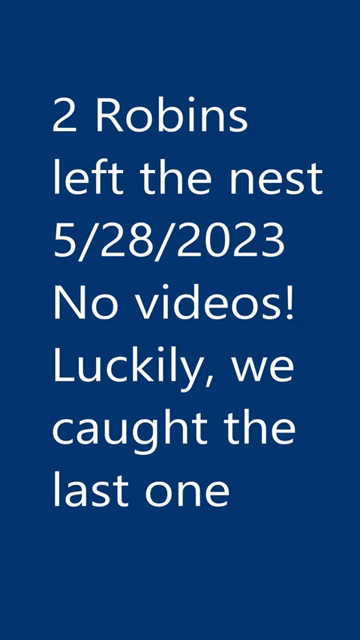 2 Robins
left the nest
5/28/2023
No videos!
Luckily, we
caught the
last one